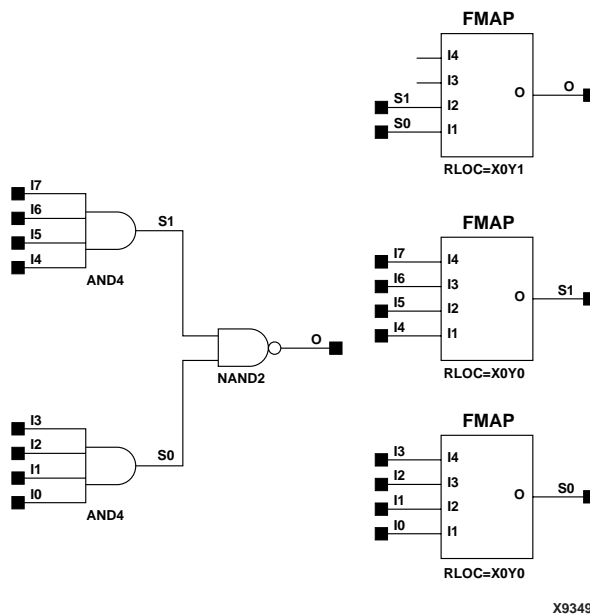 FMAP
I4
I3
S1 I2 O O
S0 I1
RLOC=X0Y1
I7
I6 S1
I5
I4
AND4
FMAP
I7 I4
I6 I3
I5 I2 O S1
I4 I1
RLOC=X0Y0
O
NAND2
I3
I2
I1 S0
I0
AND4
FMAP
I3 I4
I2 I3
I1 I2 O S0
I0 I1
RLOC=X0Y0
X9349